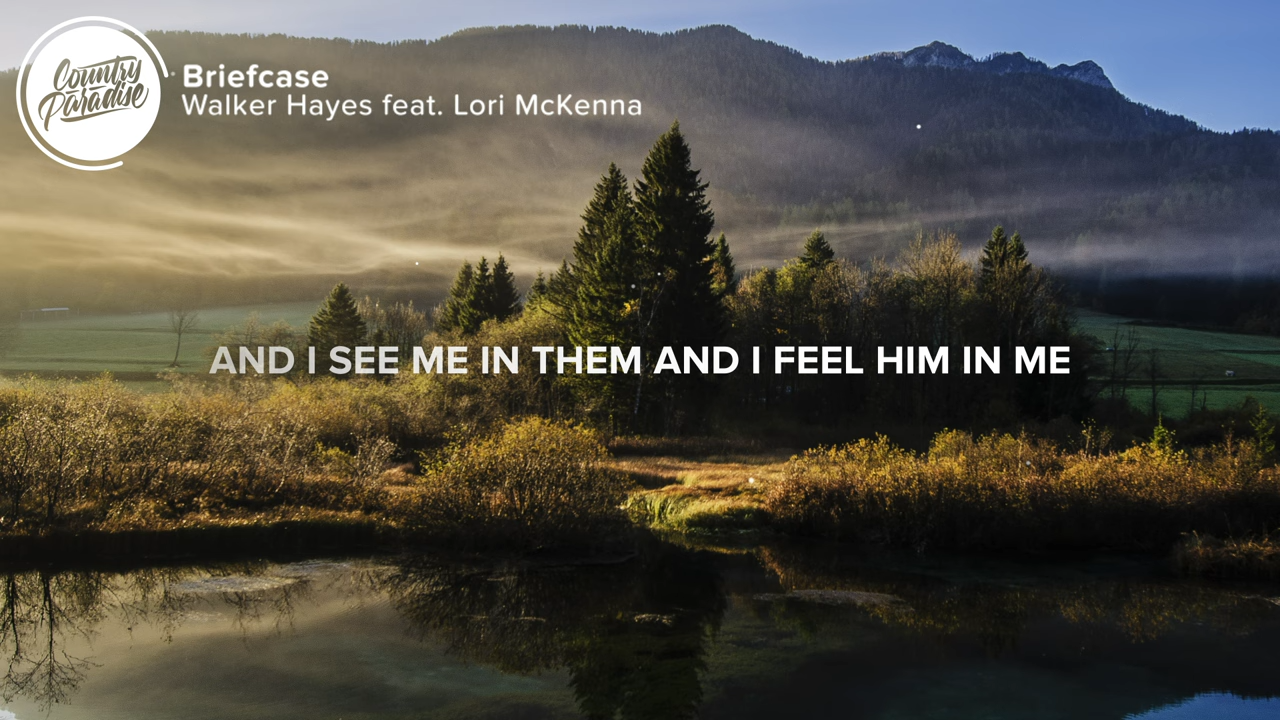 Country
Paradise
Briefcase
Walker Hayes feat. Lori McKenna
AND I SEE ME IN THEM AND I FEEL HIM IN ME